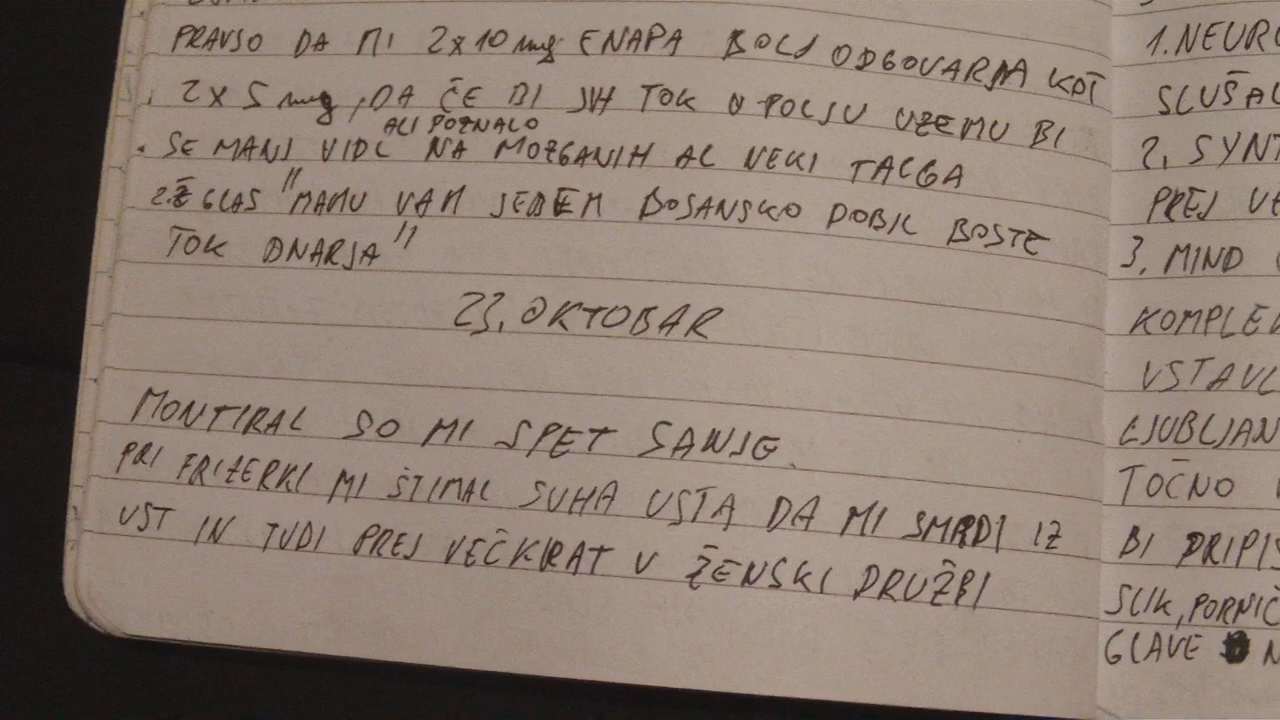 PRAVSO DA MI 2x10 mg ENAPA BOLJ ODGOVARJA KOT
2x5 mg, DA ČE BI JH TOK U POLJU UZEMU BI
ALI POZNALO
SE MANJ VIDL NA MOŽGANIH AL NEKI TACGA
2. Ž GLAS "MAMU VAM JEBEM BOSANSKO DOBIL BOSTE
TOK DNARJA"
23. OKTOBAR
MONTIRAL SO MI SPET SANJE.
PRI FRIZERKI MI ŠTIMAL SUHA USTA DA MI SMRDI IZ
UST IN TUDI PREJ VEČKRAT V ŽENSKI DRUŽBI
1. NEURO
SLUŠAL
2. SYNT
PREJ
3. MIND
KOMPLE
VSTAVL
LJUBLJAN
TOČNO
BI PRIPIS
SLIK, PORNIČ
GLAVE